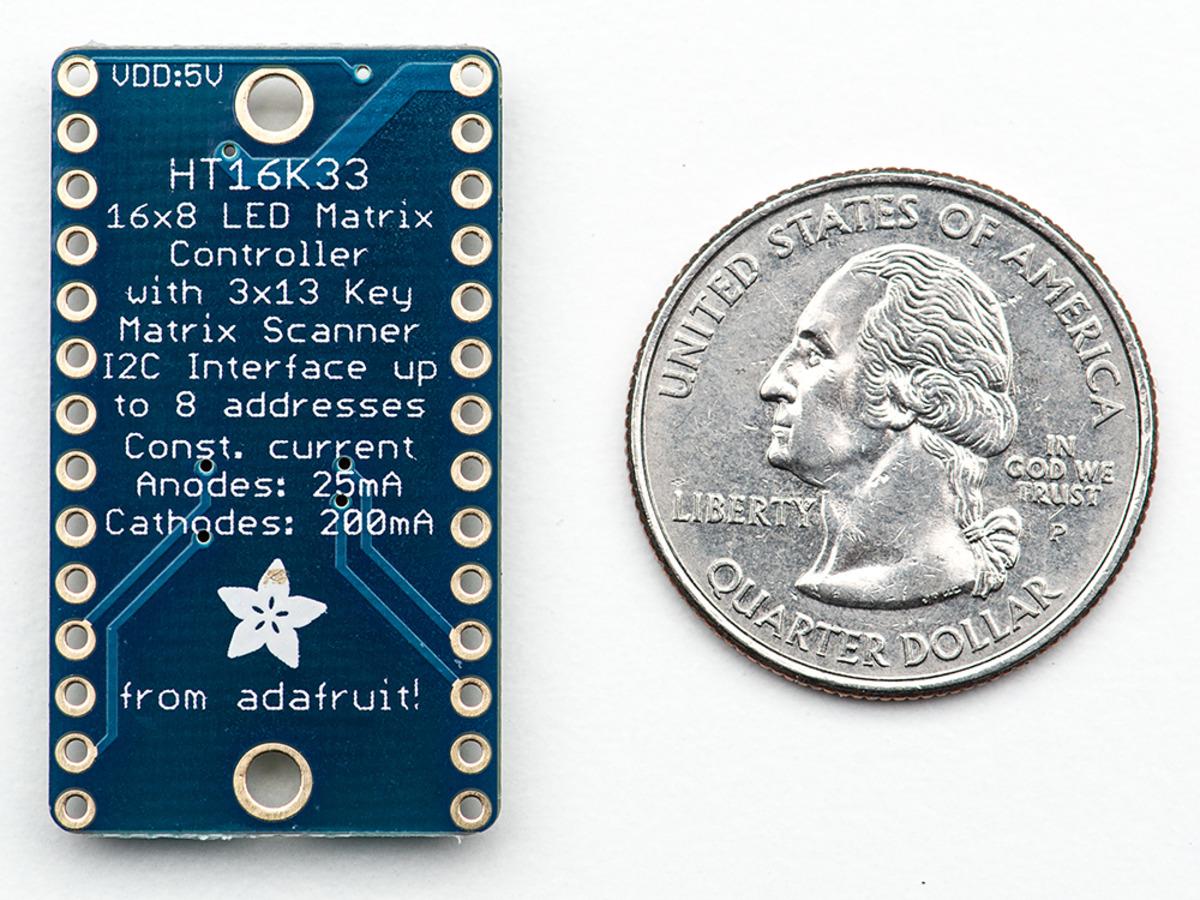 VDD:5V
HT16K33
16x8 LED Matrix
Controller
with 3x13 Key
Matrix Scanner
I2C Interface up
to 8 addresses
Const. current
Anodes: 25mA
Cathodes: 200mA
from adafruit!
UNITED STATES OF AMERICA
LIBERTY
IN
GOD WE
TRUST
P
QUARTER DOLLAR